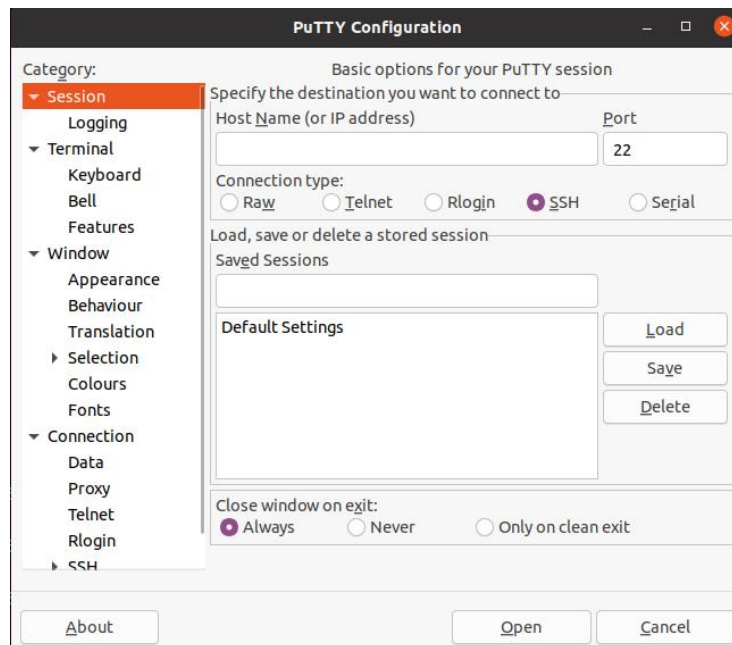 PuTTY Configuration
Category:
Session
Logging
Terminal
Keyboard
Bell
Features
Window
Appearance
Behaviour
Translation
Selection
Colours
Fonts
Connection
Data
Proxy
Telnet
Rlogin
SSH
Basic options for your PuTTY session
Specify the destination you want to connect to
Host Name (or IP address) Port
22
Connection type:
Raw Telnet Rlogin SSH Serial
Load, save or delete a stored session
Saved Sessions
Default Settings
Load
Save
Delete
Close window on exit:
Always Never Only on clean exit
About Open Cancel